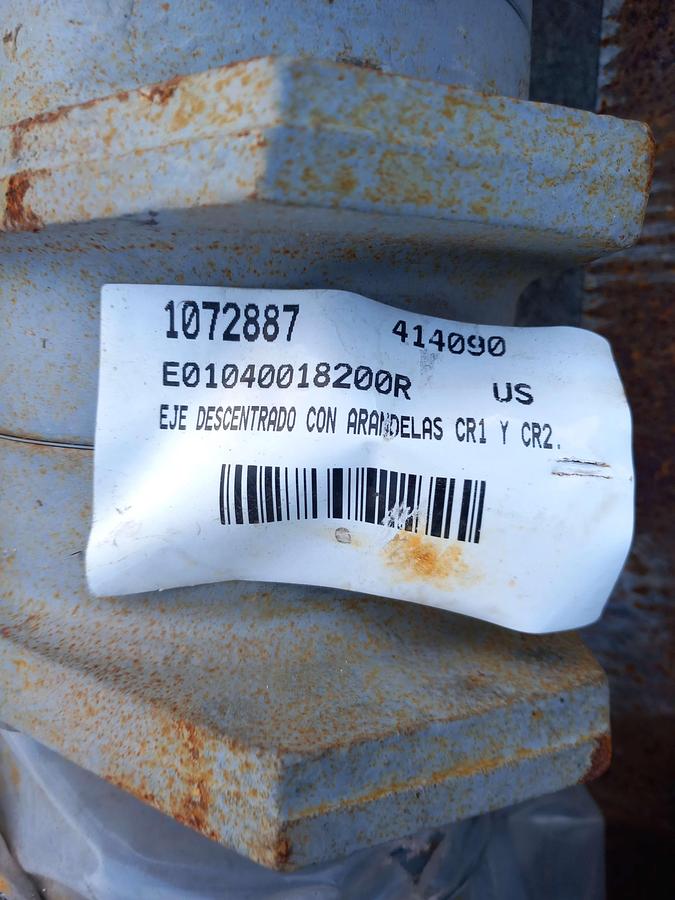 1072887 414090
E01040018200R US
EJE DESCENTRADO CON ARANDELAS CR1 Y CR2.